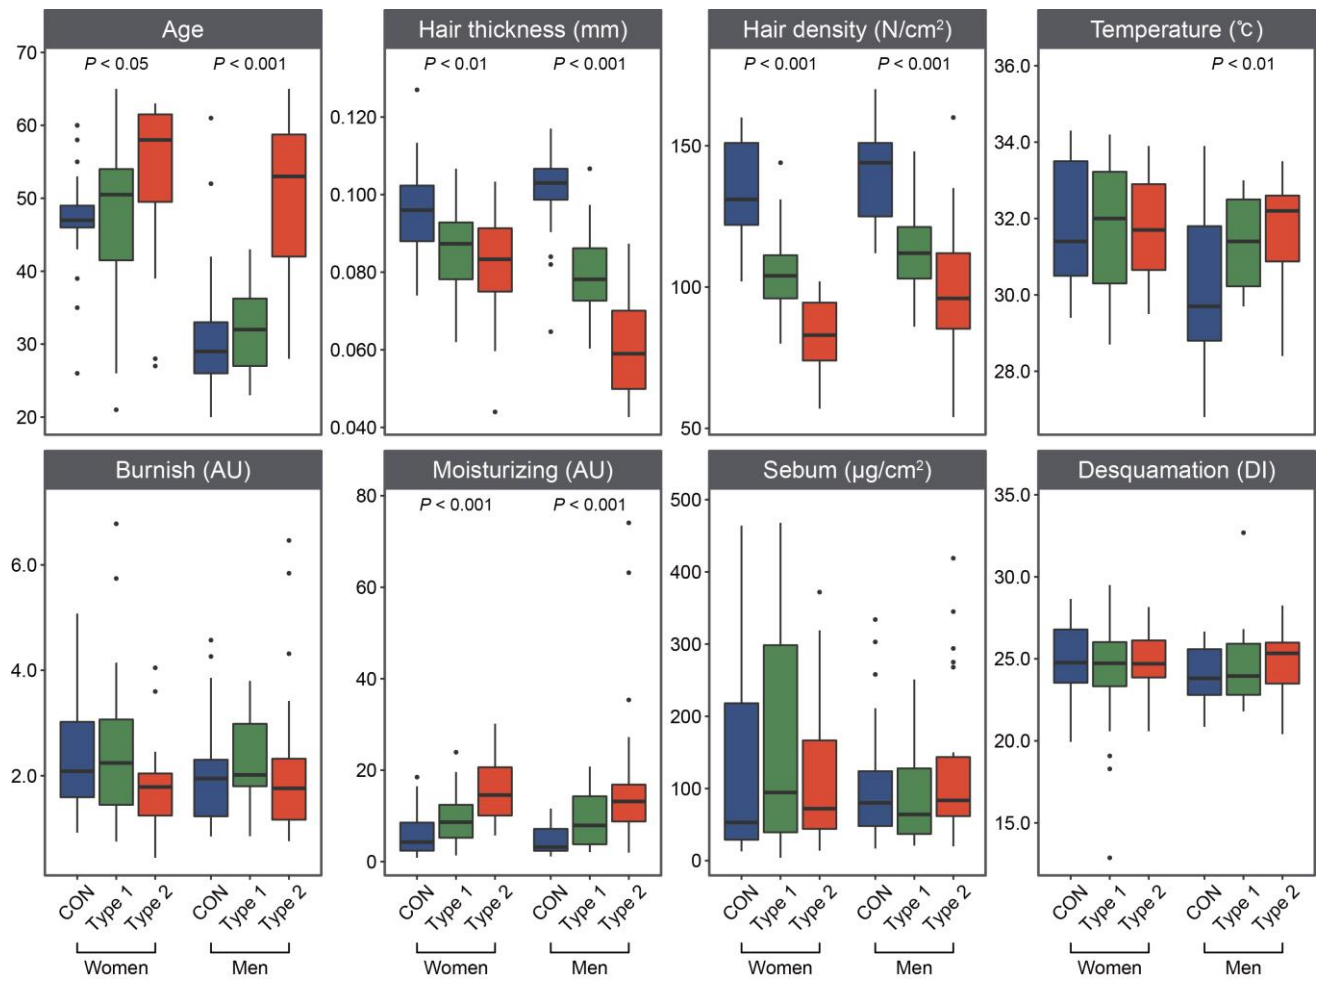 Age
Hair thickness (mm)
Hair density (N/cm²)
Temperature (℃)
P < 0.05
P < 0.001
P < 0.01
P < 0.001
P < 0.001
P < 0.001
P < 0.01
70
60
50
40
30
20
0.120
0.100
0.080
0.060
0.040
150
100
50
36.0
34.0
32.0
30.0
28.0
Burnish (AU)
Moisturizing (AU)
Sebum (μg/cm²)
Desquamation (DI)
P < 0.001
P < 0.001
6.0
4.0
2.0
80
60
40
20
0
500
400
300
200
100
0
35.0
30.0
25.0
20.0
15.0
CON
Type 1
Type 2
CON
Type 1
Type 2
CON
Type 1
Type 2
CON
Type 1
Type 2
CON
Type 1
Type 2
CON
Type 1
Type 2
CON
Type 1
Type 2
CON
Type 1
Type 2
Women
Men
Women
Men
Women
Men
Women
Men